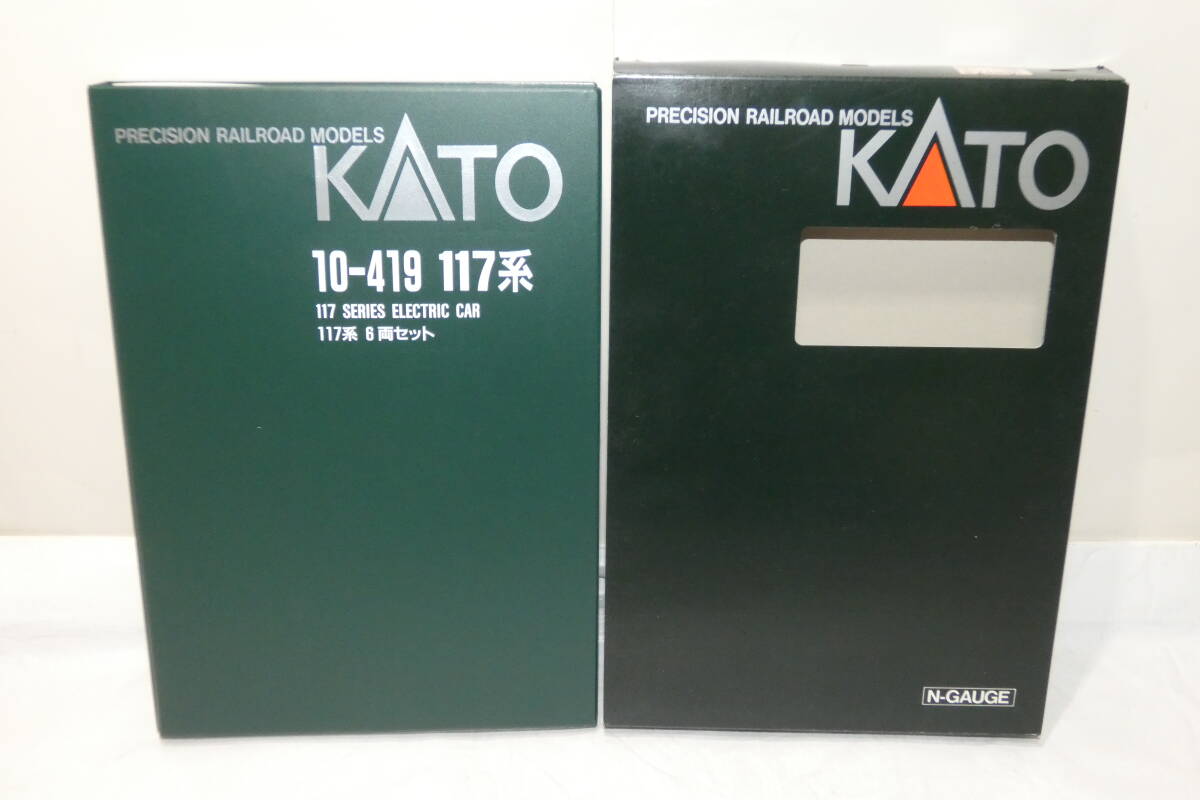 PRECISION RAILROAD MODELS
KATO
10-419 117系
117 SERIES ELECTRIC CAR
117系 6両セット
PRECISION RAILROAD MODELS
KATO
N-GAUGE